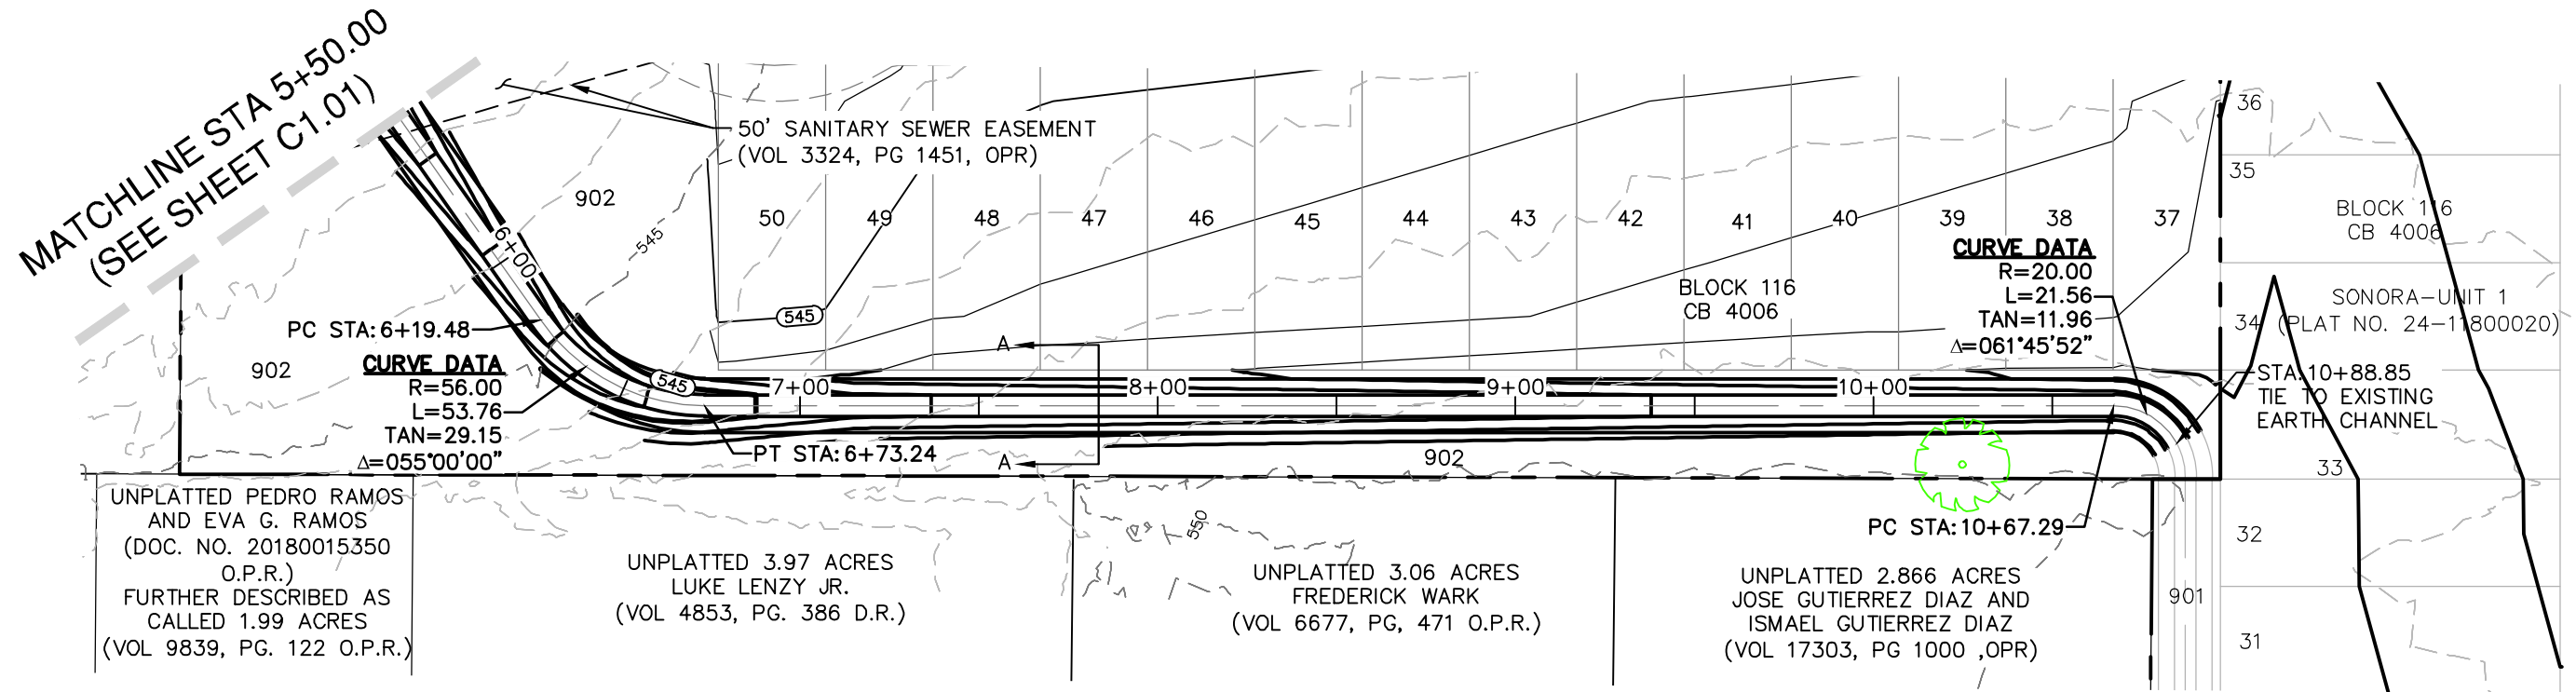 MATCHLINE STA 5+50.00
(SEE SHEET C1.01)
50' SANITARY SEWER EASEMENT
(VOL 3324, PG 1451, OPR)
902
545
6+00
50
49
48
47
46
45
44
43
42
41
40
39
38
37
36
35
BLOCK 116
CB 4006
SONORA-UNIT 1
(PLAT NO. 24-11800020)
34
33
32
31
BLOCK 116
CB 4006
CURVE DATA
R=20.00
L=21.56
TAN=11.96
Δ=061°45'52"
545
PC STA:6+19.48
902
CURVE DATA
R=56.00
L=53.76
TAN=29.15
Δ=055°00'00"
545
7+00
8+00
9+00
10+00
A
A
PT STA:6+73.24
902
STA:10+88.85
TIE TO EXISTING
EARTH CHANNEL
PC STA:10+67.29
550
901
UNPLATTED PEDRO RAMOS
AND EVA G. RAMOS
(DOC. NO. 20180015350
O.P.R.)
FURTHER DESCRIBED AS
CALLED 1.99 ACRES
(VOL 9839, PG. 122 O.P.R.)
UNPLATTED 3.97 ACRES
LUKE LENZY JR.
(VOL 4853, PG. 386 D.R.)
UNPLATTED 3.06 ACRES
FREDERICK WARK
(VOL 6677, PG, 471 O.P.R.)
UNPLATTED 2.866 ACRES
JOSE GUTIERREZ DIAZ AND
ISMAEL GUTIERREZ DIAZ
(VOL 17303, PG 1000 ,OPR)